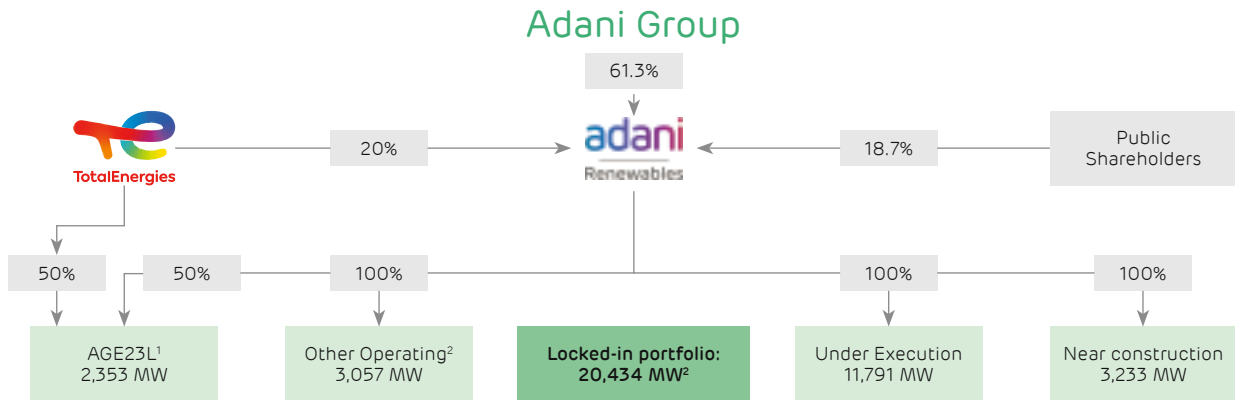 Adani Group
61.3%
TotalEnergies
20%
adani
Renewables
18.7%
Public
Shareholders
50%
50%
100%
100%
100%
AGE23L¹
2,353 MW
Other Operating²
3,057 MW
Locked-in portfolio:
20,434 MW²
Under Execution
11,791 MW
Near construction
3,233 MW